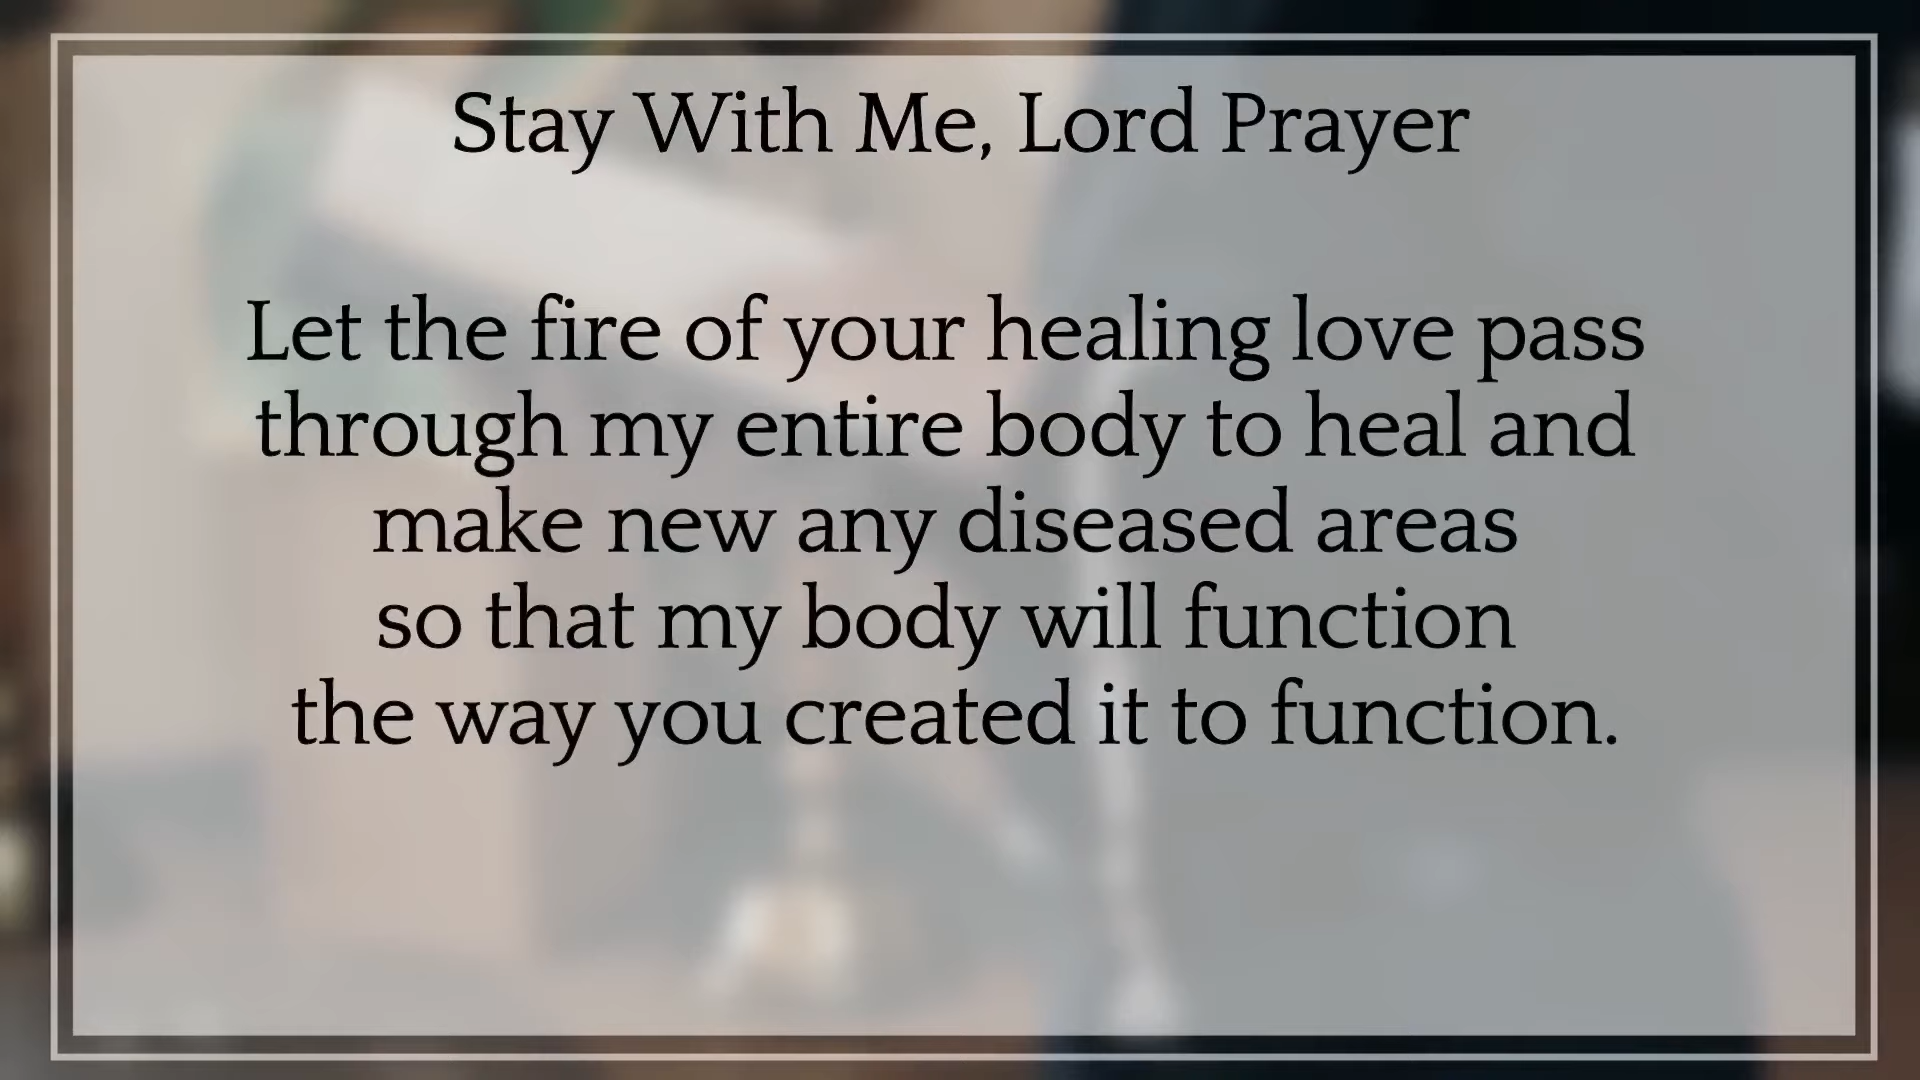 Stay With Me, Lord Prayer
Let the fire of your healing love pass
through my entire body to heal and
make new any diseased areas
so that my body will function
the way you created it to function.